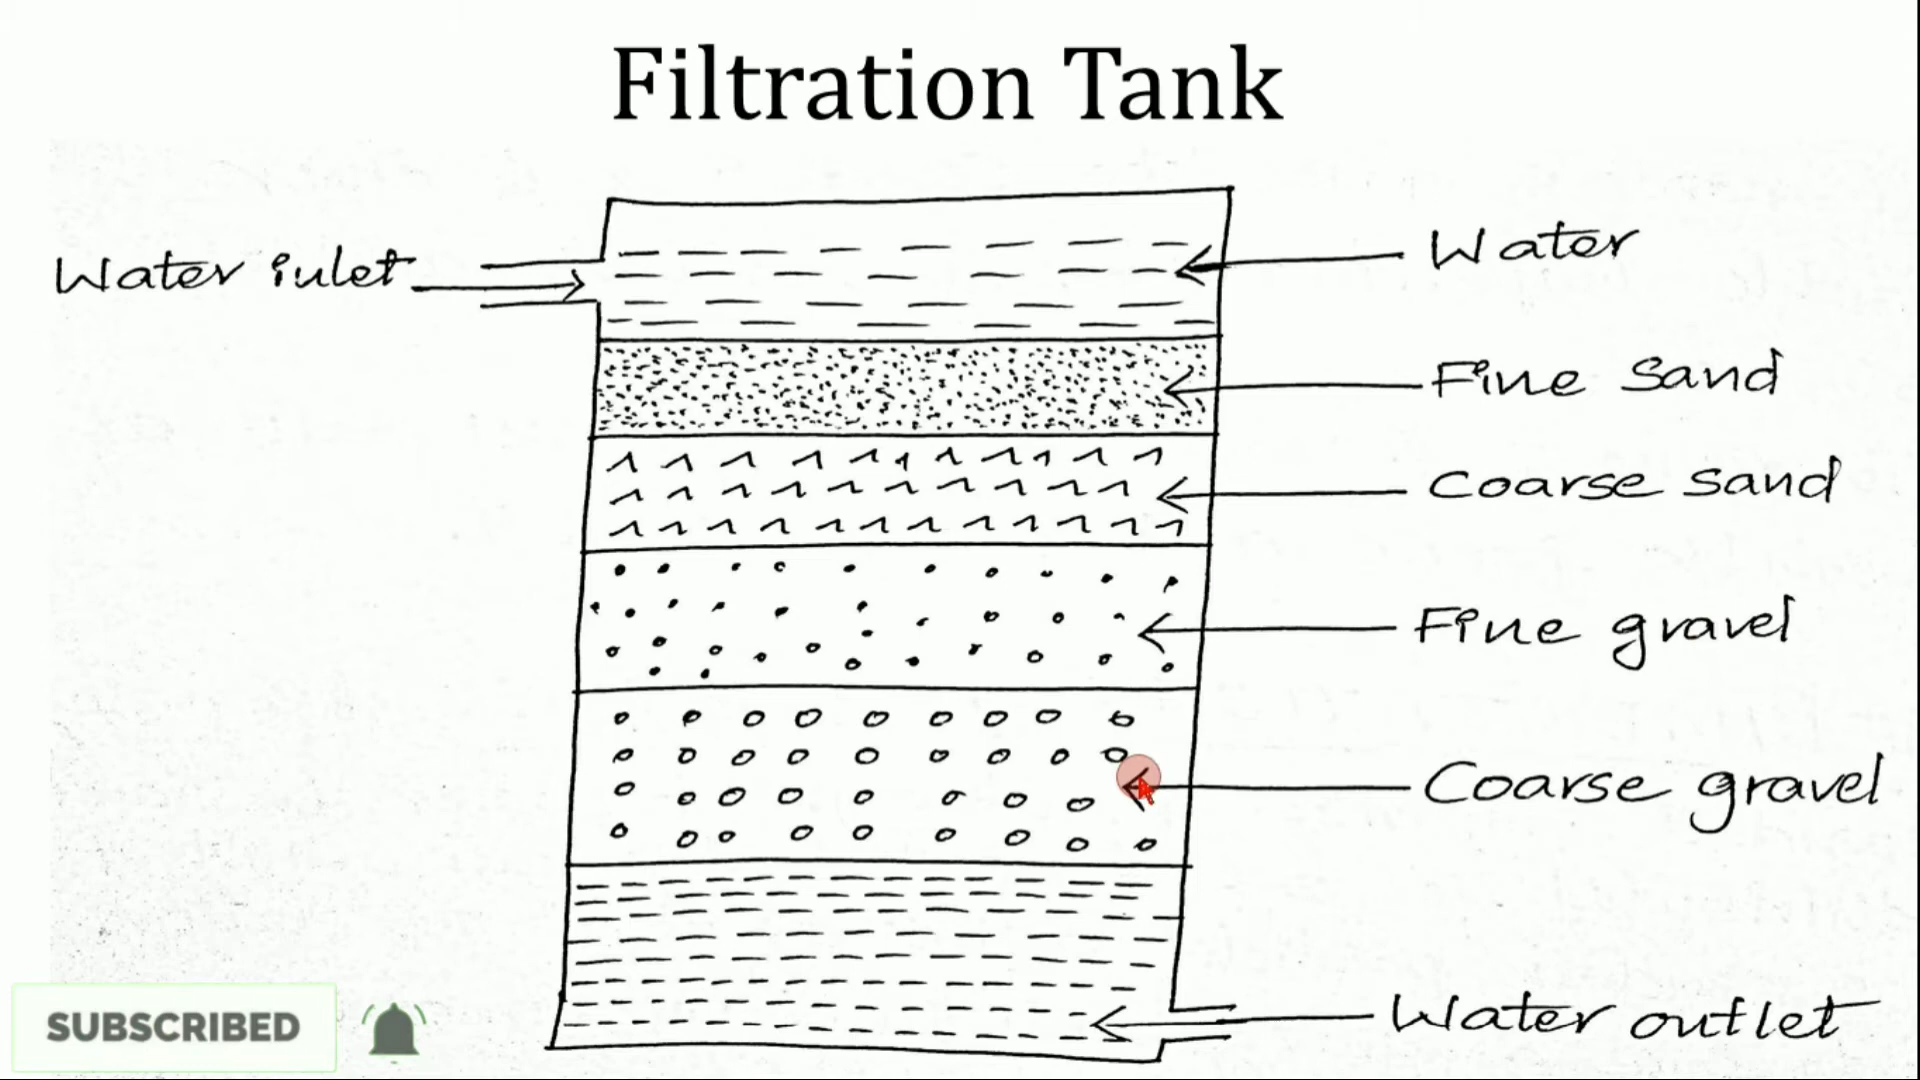 Filtration Tank
Water inlet
Water
Fine Sand
Coarse sand
Fine gravel
Coarse gravel
Water outlet
SUBSCRIBED